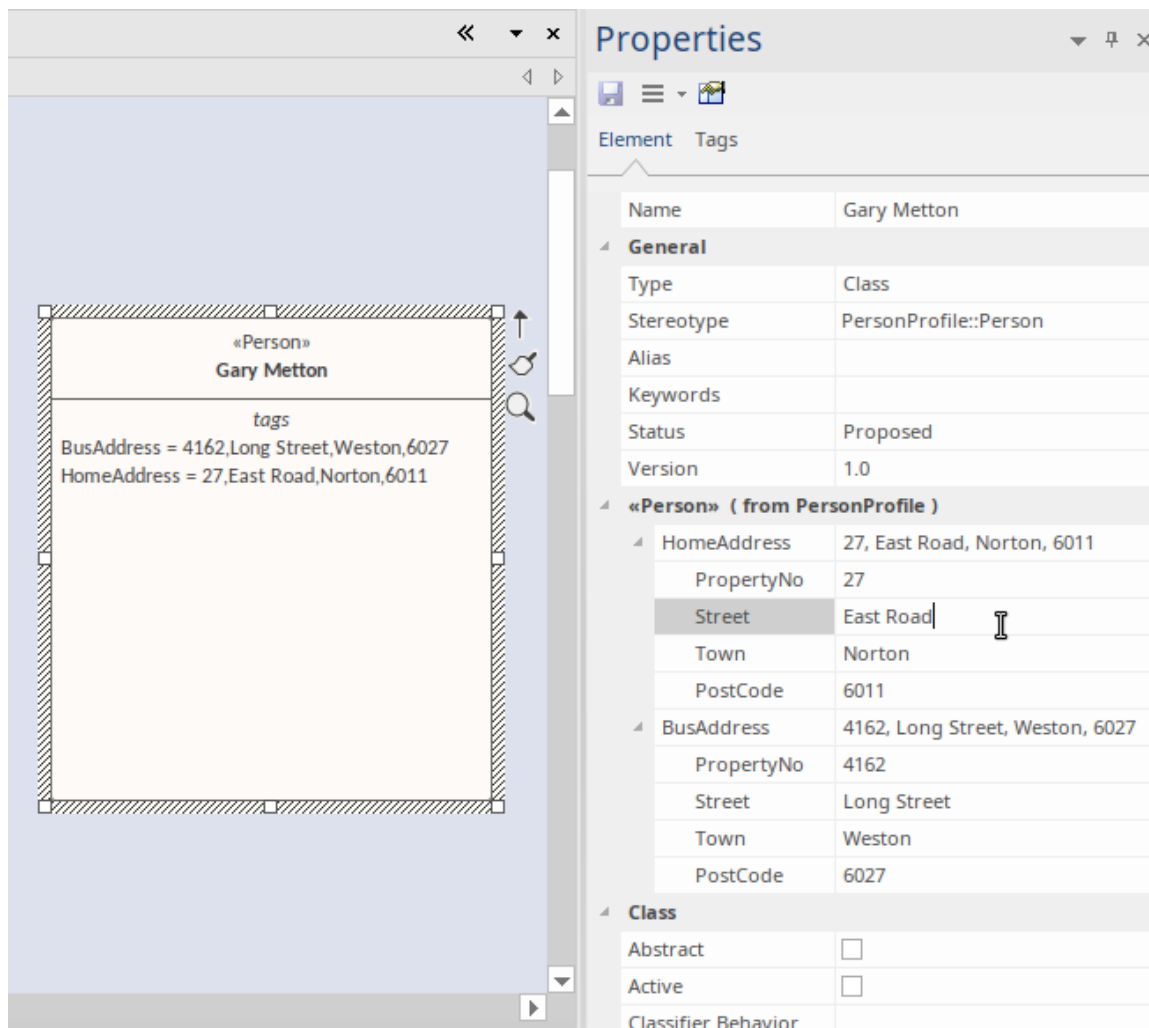 Properties
Element Tags
«Person»
Gary Metton
tags
BusAddress = 4162,Long Street,Weston,6027
HomeAddress = 27,East Road,Norton,6011
Name Gary Metton
General
Type Class
Stereotype PersonProfile::Person
Alias
Keywords
Status Proposed
Version 1.0
«Person» ( from PersonProfile )
HomeAddress 27, East Road, Norton, 6011
PropertyNo 27
Street East Road
Town Norton
PostCode 6011
BusAddress 4162, Long Street, Weston, 6027
PropertyNo 4162
Street Long Street
Town Weston
PostCode 6027
Class
Abstract
Active
Classifier Behavior